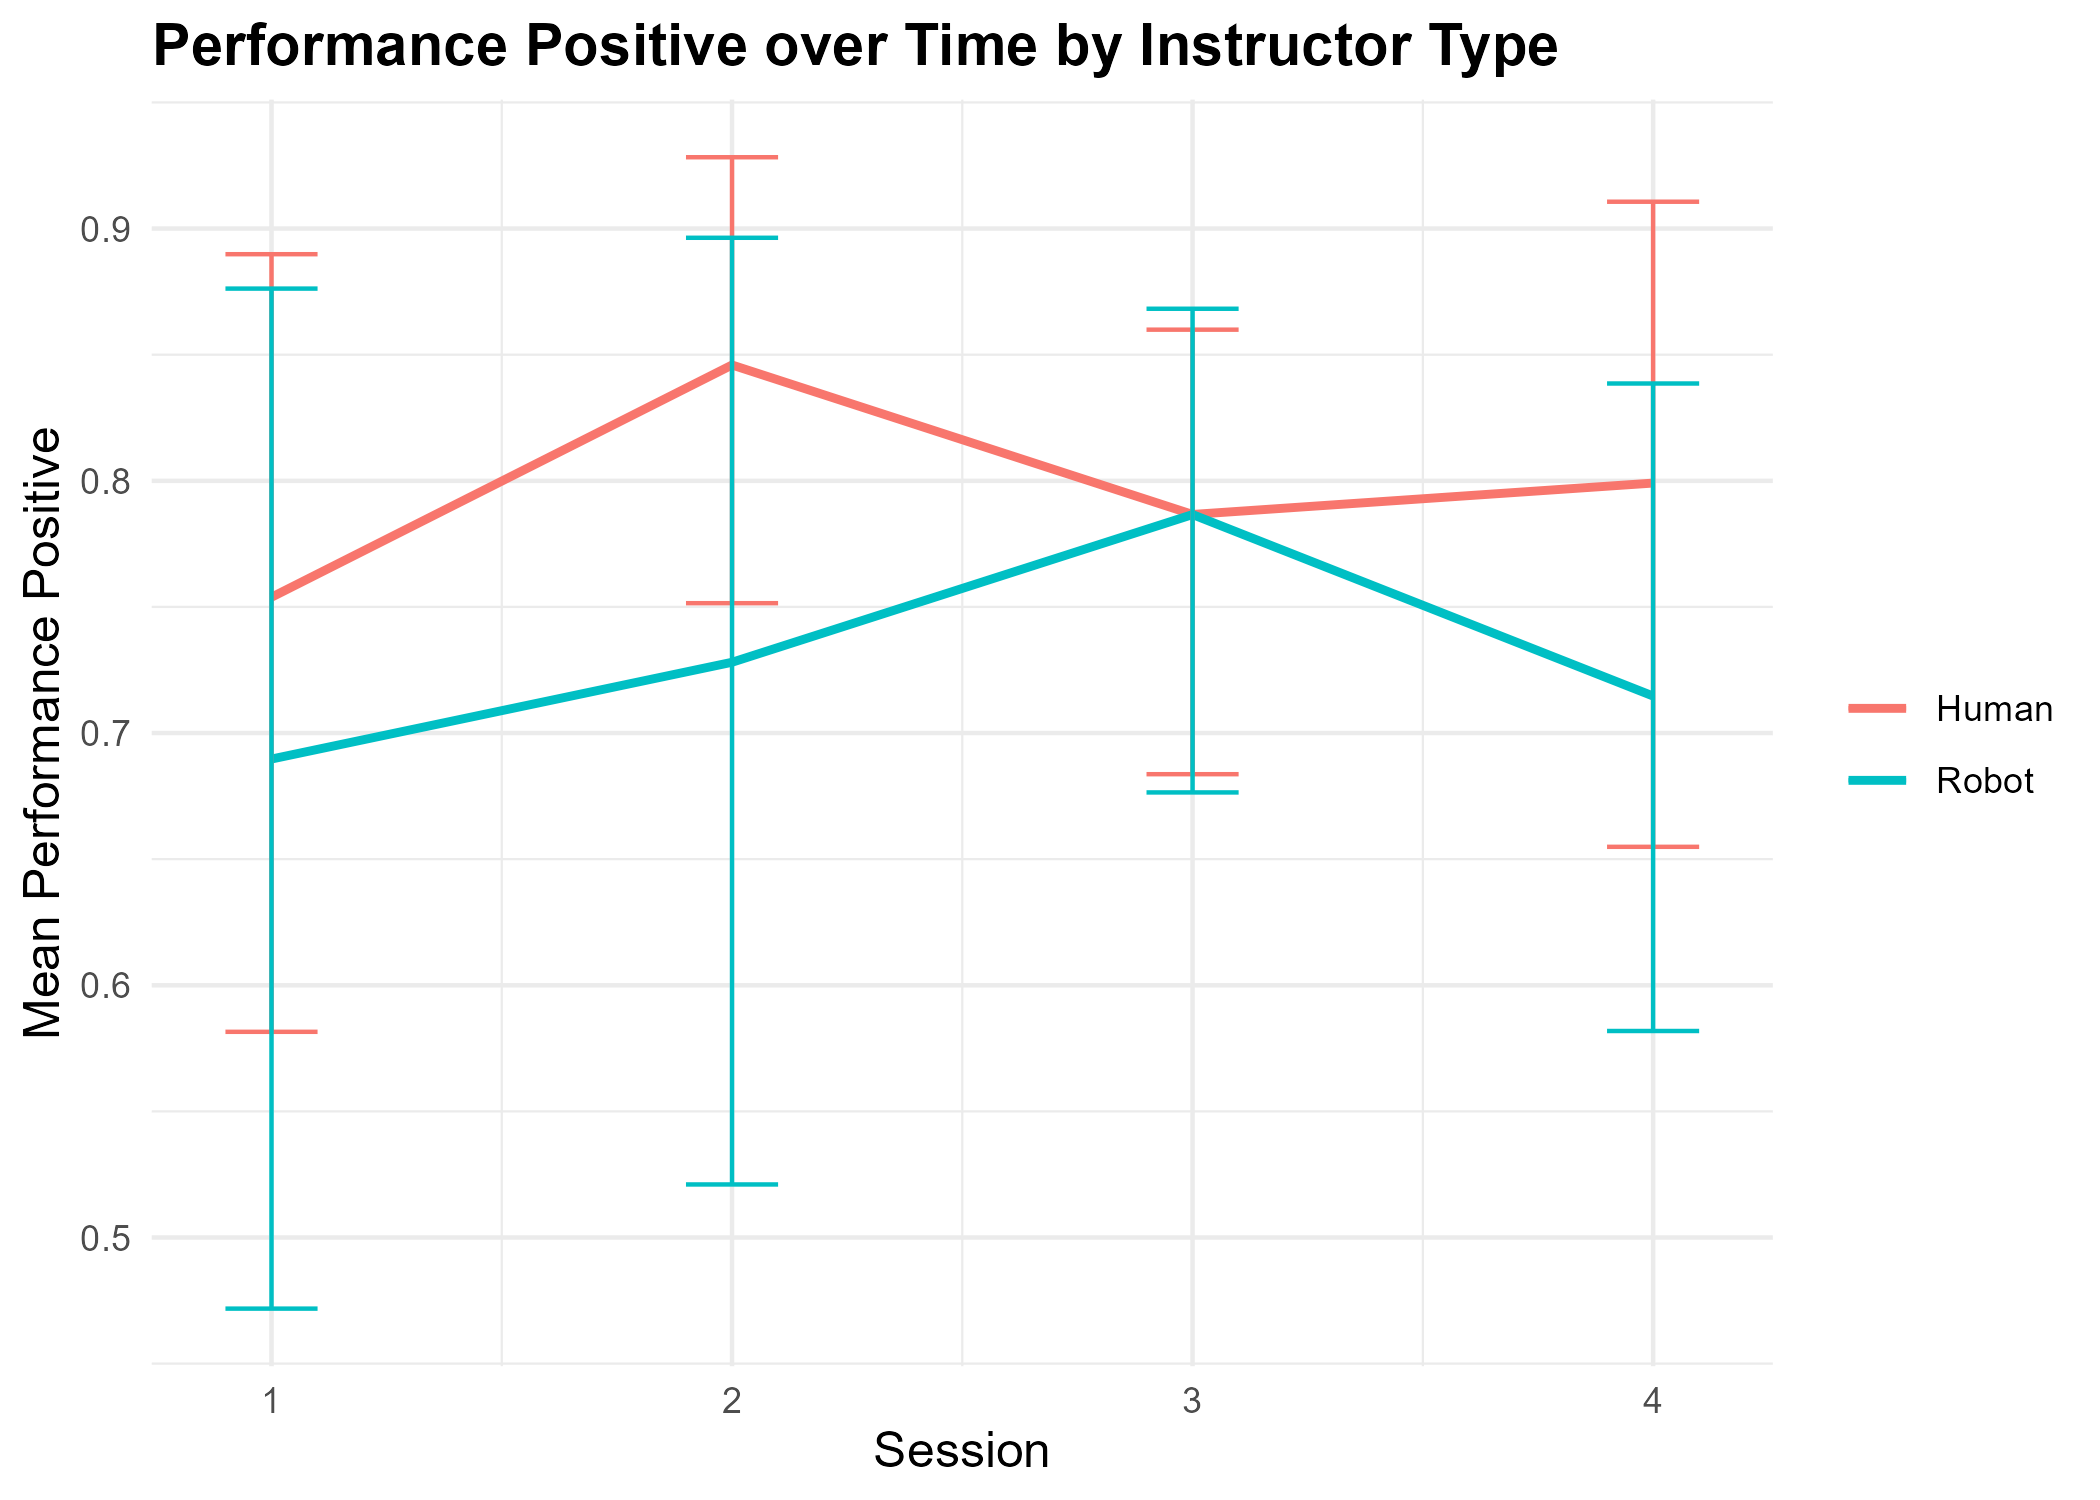 Performance Positive over Time by Instructor Type
Mean Performance Positive
0.9
0.8
0.7
0.6
0.5
1 2 3 4
Session
Human
Robot